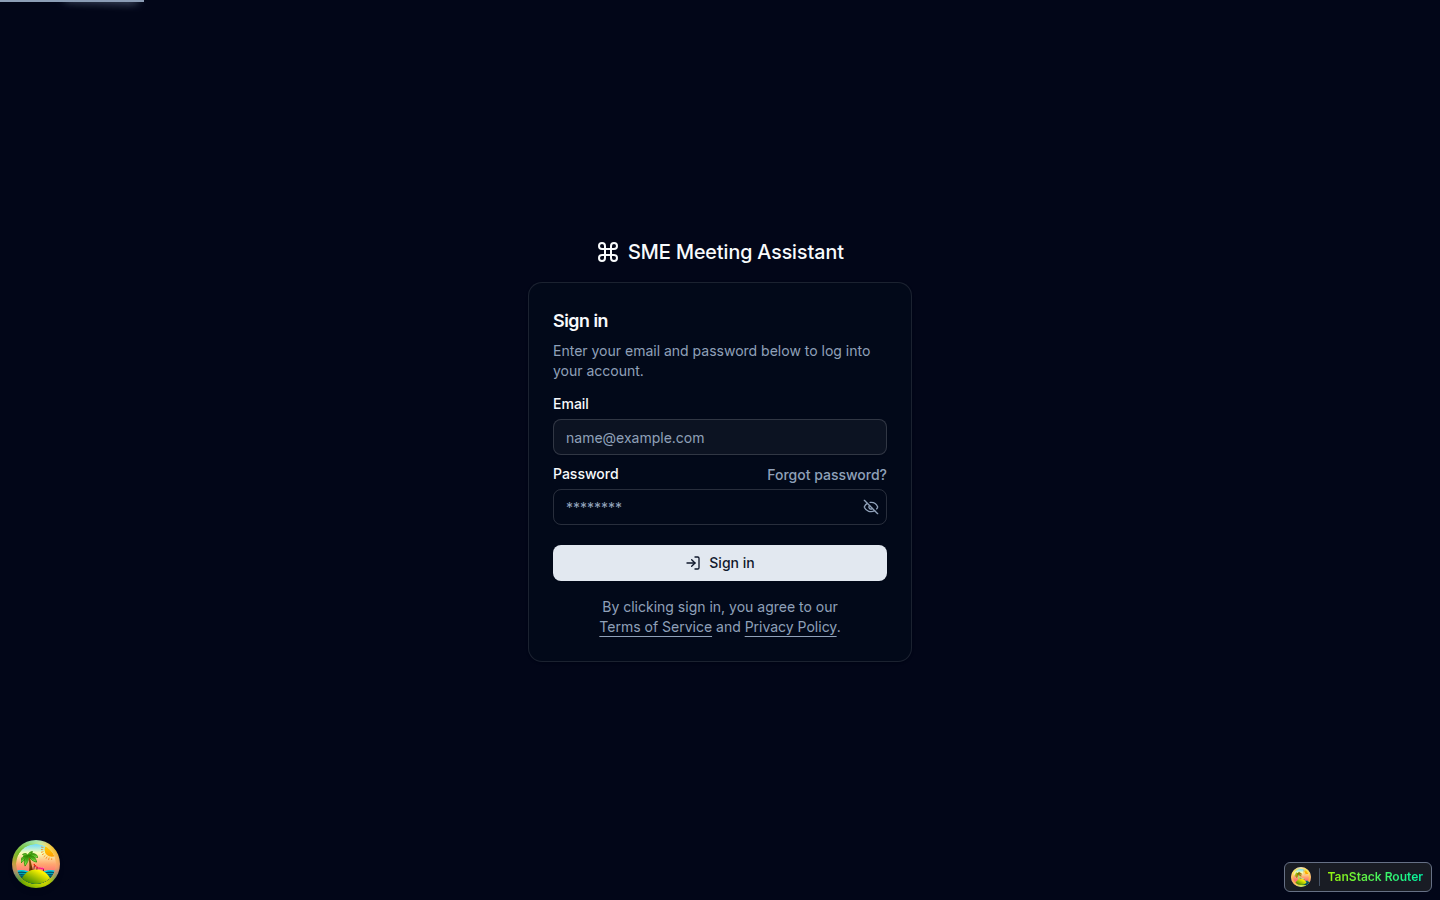 SME Meeting Assistant
Sign in
Enter your email and password below to log into
your account.
Email
name@example.com
Password
Forgot password?
********
Sign in
By clicking sign in, you agree to our
Terms of Service and Privacy Policy.
TanStack Router